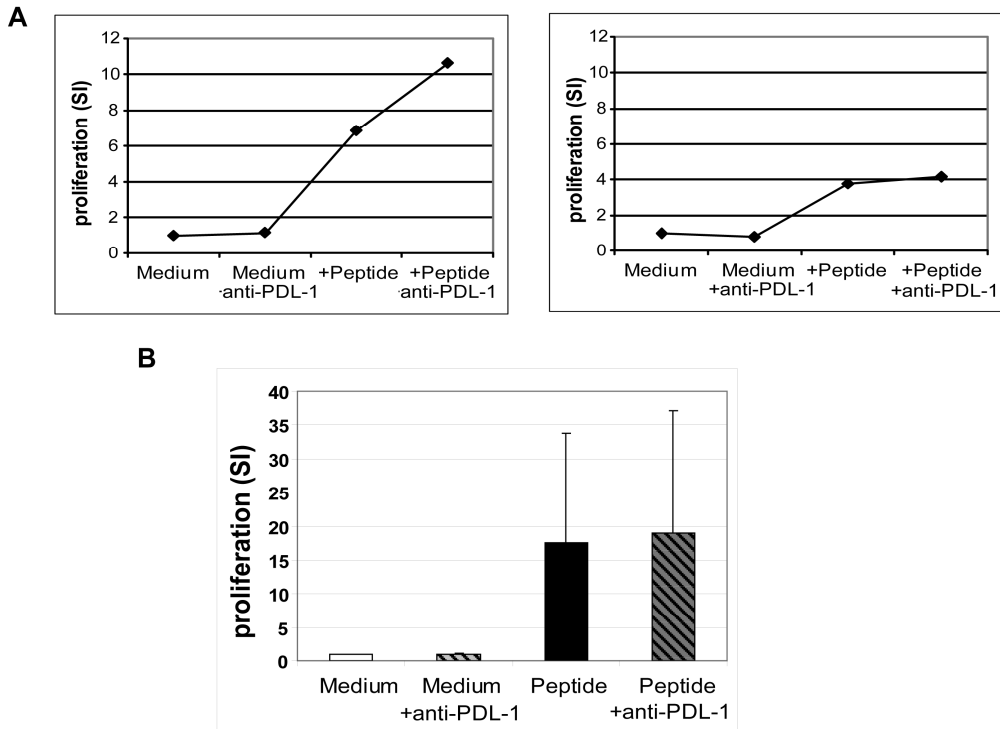 A
12
10
8
6
4
2
0
proliferation (SI)
Medium
Medium
·anti-PDL-1
+Peptide
+Peptide
·anti-PDL-1
12
10
8
6
4
2
0
proliferation (SI)
Medium
Medium
+anti-PDL-1
+Peptide
+Peptide
+anti-PDL-1
B
40
35
30
25
20
15
10
5
0
proliferation (SI)
Medium
Medium
+anti-PDL-1
Peptide
Peptide
+anti-PDL-1